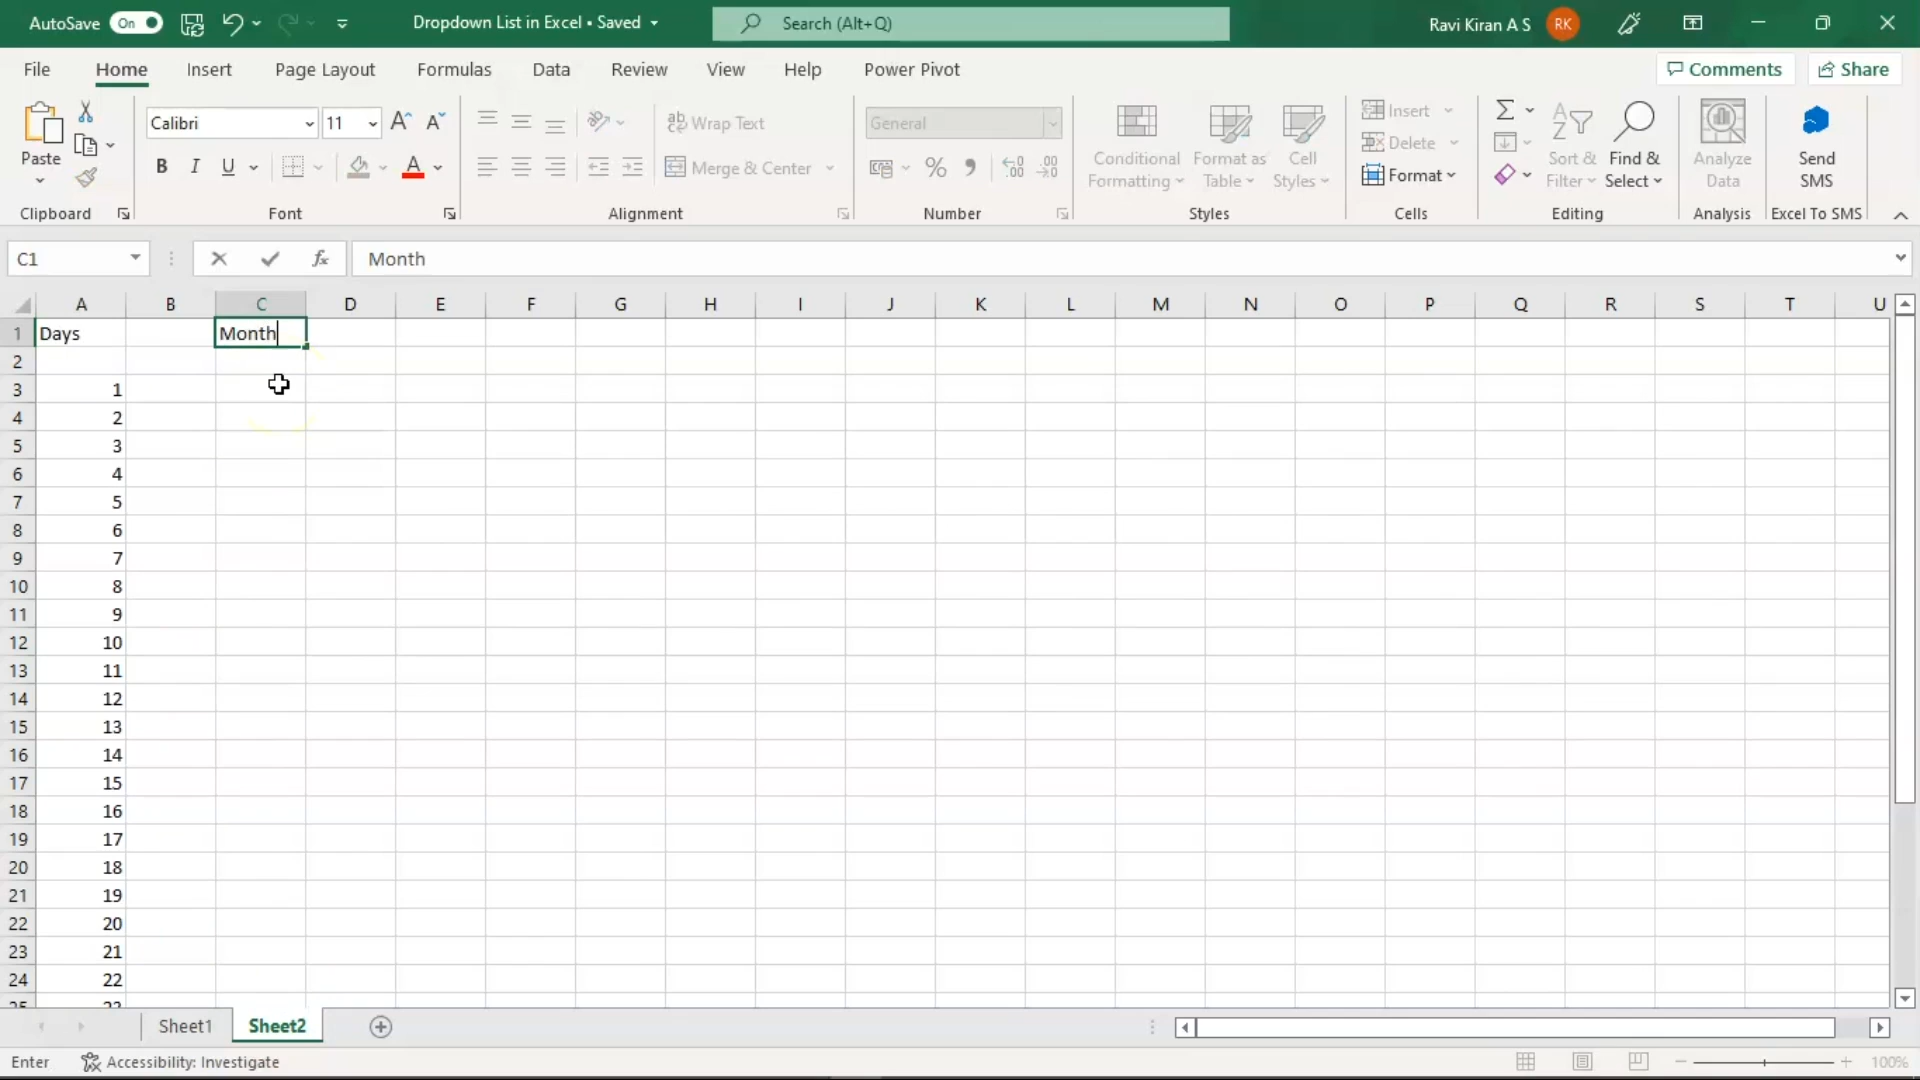 AutoSave On Dropdown List in Excel • Saved Search (Alt+Q) Ravi Kiran A S RK
File Home Insert Page Layout Formulas Data Review View Help Power Pivot Comments Share
Paste
Calibri 11 A^ Aˇ
B I U A
ab Wrap Text
Merge & Center
General
%
Conditional Formatting
Format as Table
Cell Styles
Insert
Delete
Format
Sort & Filter
Find & Select
Analyze Data
Send SMS
Clipboard Font Alignment Number Styles Cells Editing Analysis Excel To SMS
C1 fx Month
A B C D E F G H I J K L M N O P Q R S T U
1 Days Month
2
3 1
4 2
5 3
6 4
7 5
8 6
9 7
10 8
11 9
12 10
13 11
14 12
15 13
16 14
17 15
18 16
19 17
20 18
21 19
22 20
23 21
24 22
25 23
Sheet1 Sheet2
Enter Accessibility: Investigate 100%